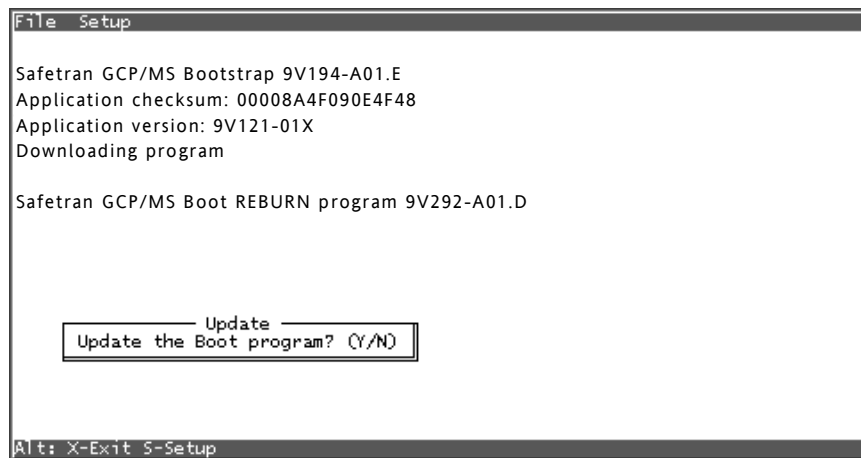 File Setup
Safetran GCP/MS Bootstrap 9V194-A01.E
Application checksum: 00008A4F090E4F48
Application version: 9V121-01X
Downloading program
Safetran GCP/MS Boot REBURN program 9V292-A01.D
Update
Update the Boot program? (Y/N)
Alt: X-Exit S-Setup